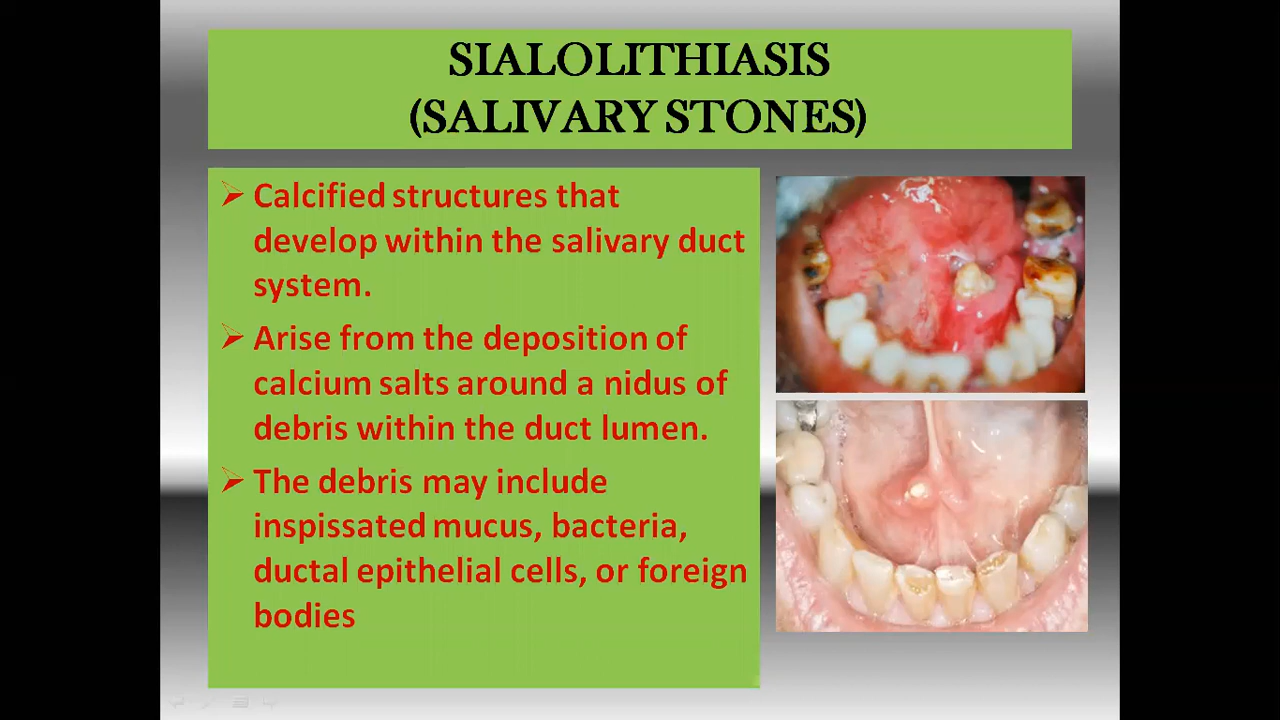 SIALOLITHIASIS
(SALIVARY STONES)
Calcified structures that
develop within the salivary duct
system.
Arise from the deposition of
calcium salts around a nidus of
debris within the duct lumen.
The debris may include
inspissated mucus, bacteria,
ductal epithelial cells, or foreign
bodies